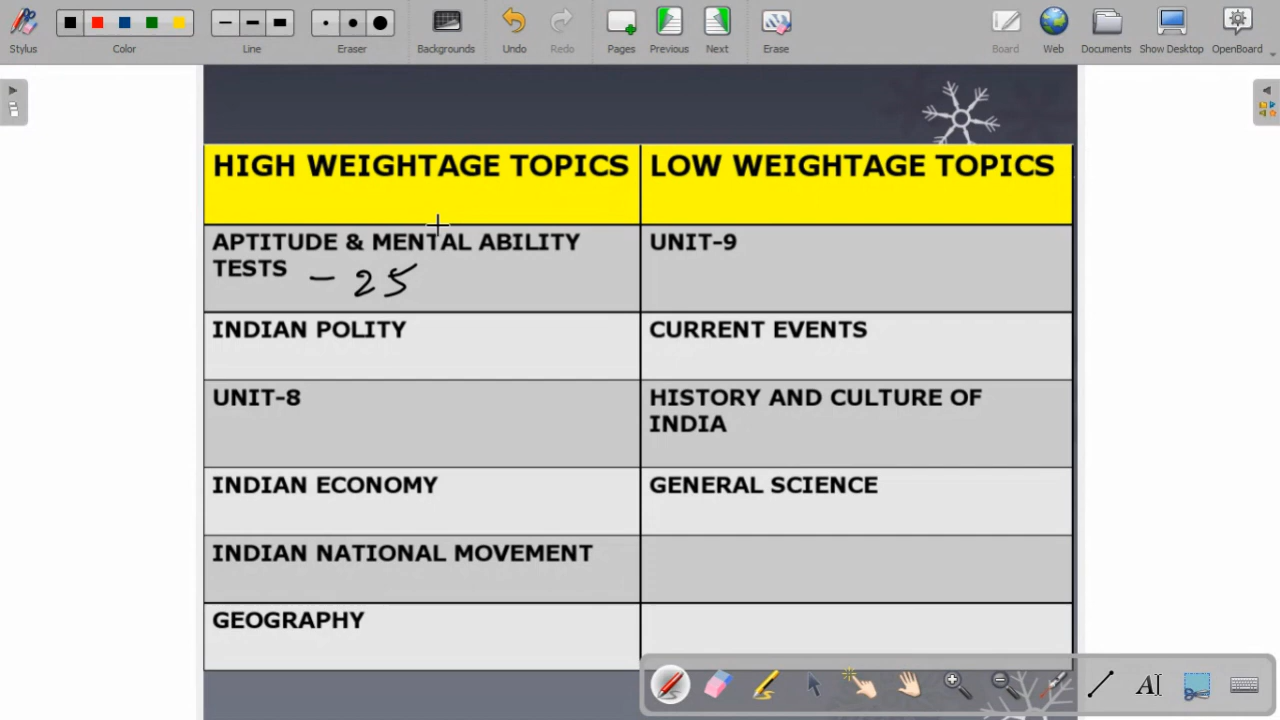 Stylus
Color
Line
Eraser
Backgrounds
Undo
Redo
Pages
Previous
Next
Erase
Board
Web
Documents
Show Desktop
OpenBoard
HIGH WEIGHTAGE TOPICS
LOW WEIGHTAGE TOPICS
APTITUDE & MENTAL ABILITY
TESTS - 25
UNIT-9
INDIAN POLITY
CURRENT EVENTS
UNIT-8
HISTORY AND CULTURE OF
INDIA
INDIAN ECONOMY
GENERAL SCIENCE
INDIAN NATIONAL MOVEMENT
GEOGRAPHY
AI